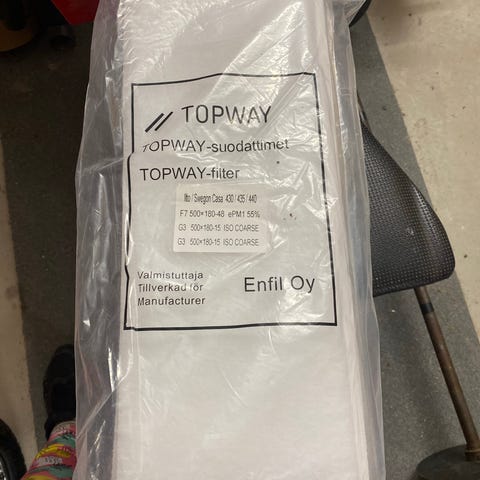 TOPWAY
TOPWAY-suodattimet
TOPWAY-filter
Ilto / Swegon Casa 430 / 435 / 440
F7 500×180-48 ePM1 55%
G3 500×180-15 ISO COARSE
G3 500×180-15 ISO COARSE
Valmistuttaja
Tillverkad för
Manufacturer
Enfil Oy